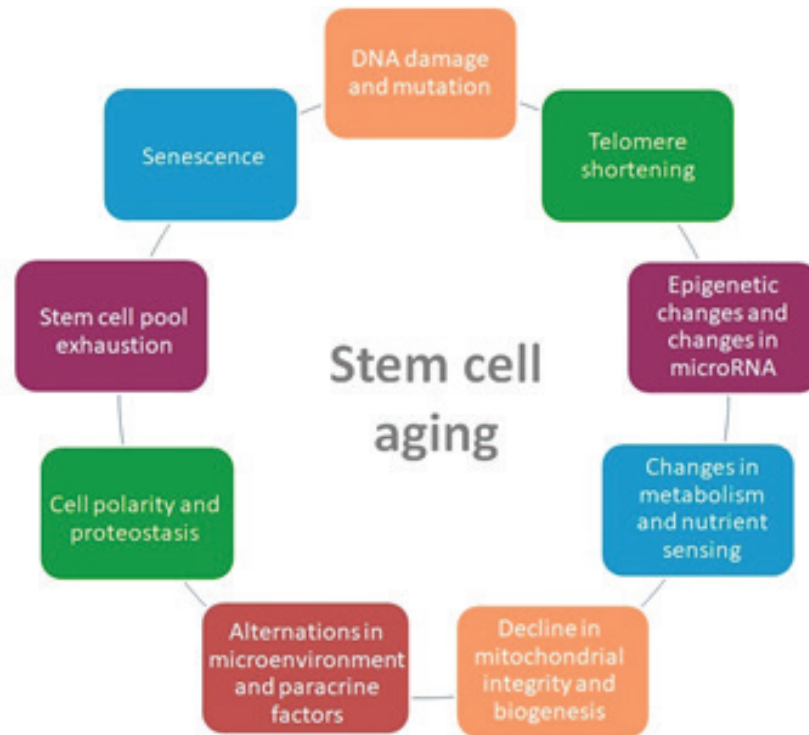 DNA damage
and mutation
Telomere
shortening
Epigenetic
changes and
changes in
microRNA
Changes in
metabolism
and nutrient
sensing
Decline in
mitochondrial
integrity and
biogenesis
Alternations in
microenvironment
and paracrine
factors
Cell polarity and
proteostasis
Stem cell pool
exhaustion
Senescence
Stem cell
aging